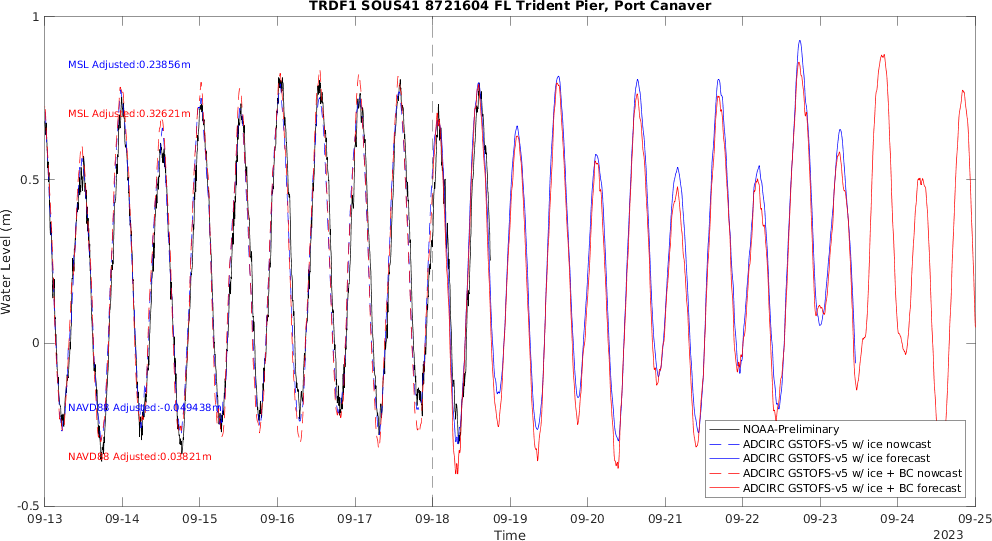 TRDF1 SOUS41 8721604 FL Trident Pier, Port Canaver
1
MSL Adjusted:0.23856m
MSL Adjusted:0.32621m
0.5
Water Level (m)
0
NAVD88 Adjusted:-0.049438m
NAVD88 Adjusted:0.03821m
-0.5
NOAA-Preliminary
ADCIRC GSTOFS-v5 w/ ice nowcast
ADCIRC GSTOFS-v5 w/ ice forecast
ADCIRC GSTOFS-v5 w/ ice + BC nowcast
ADCIRC GSTOFS-v5 w/ ice + BC forecast
09-13 09-14 09-15 09-16 09-17 09-18 09-19 09-20 09-21 09-22 09-23 09-24 09-25
Time
2023